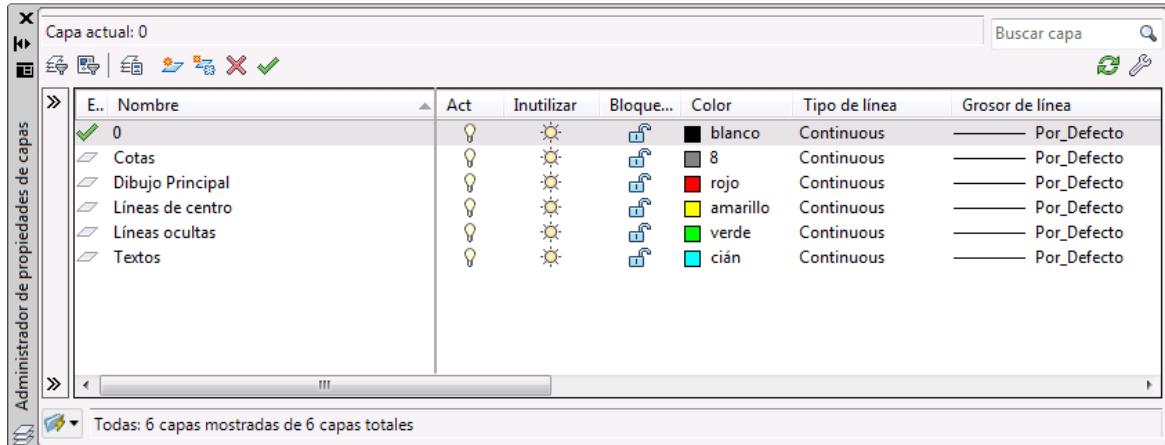 Capa actual: 0
Buscar capa
E.. Nombre Act Inutilizar Bloque... Color Tipo de línea Grosor de línea
0 blanco Continuous Por_Defecto
Cotas 8 Continuous Por_Defecto
Dibujo Principal rojo Continuous Por_Defecto
Líneas de centro amarillo Continuous Por_Defecto
Líneas ocultas verde Continuous Por_Defecto
Textos cián Continuous Por_Defecto
Administrador de propiedades de capas
Todas: 6 capas mostradas de 6 capas totales